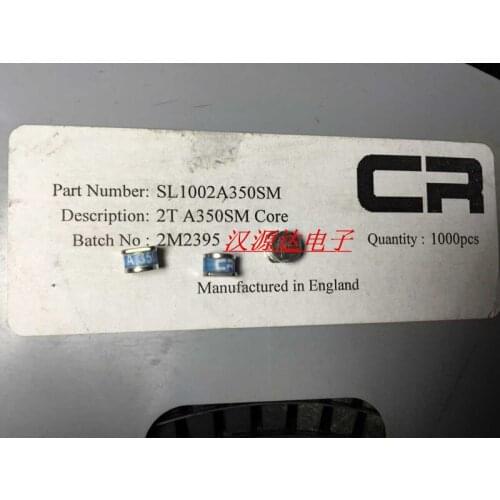 CR
Part Number: SL1002A350SM
Description: 2T A350SM Core
Batch No : 2M2395 汉源达电子 Quantity : 1000pcs
A350
CR
Manufactured in England